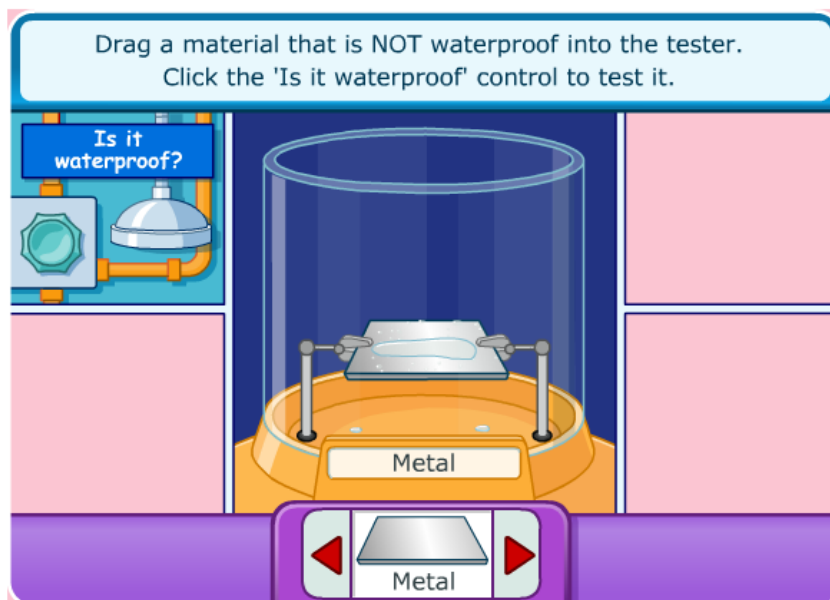 Drag a material that is NOT waterproof into the tester.
Click the 'Is it waterproof' control to test it.
Is it
waterproof?
Metal
Metal